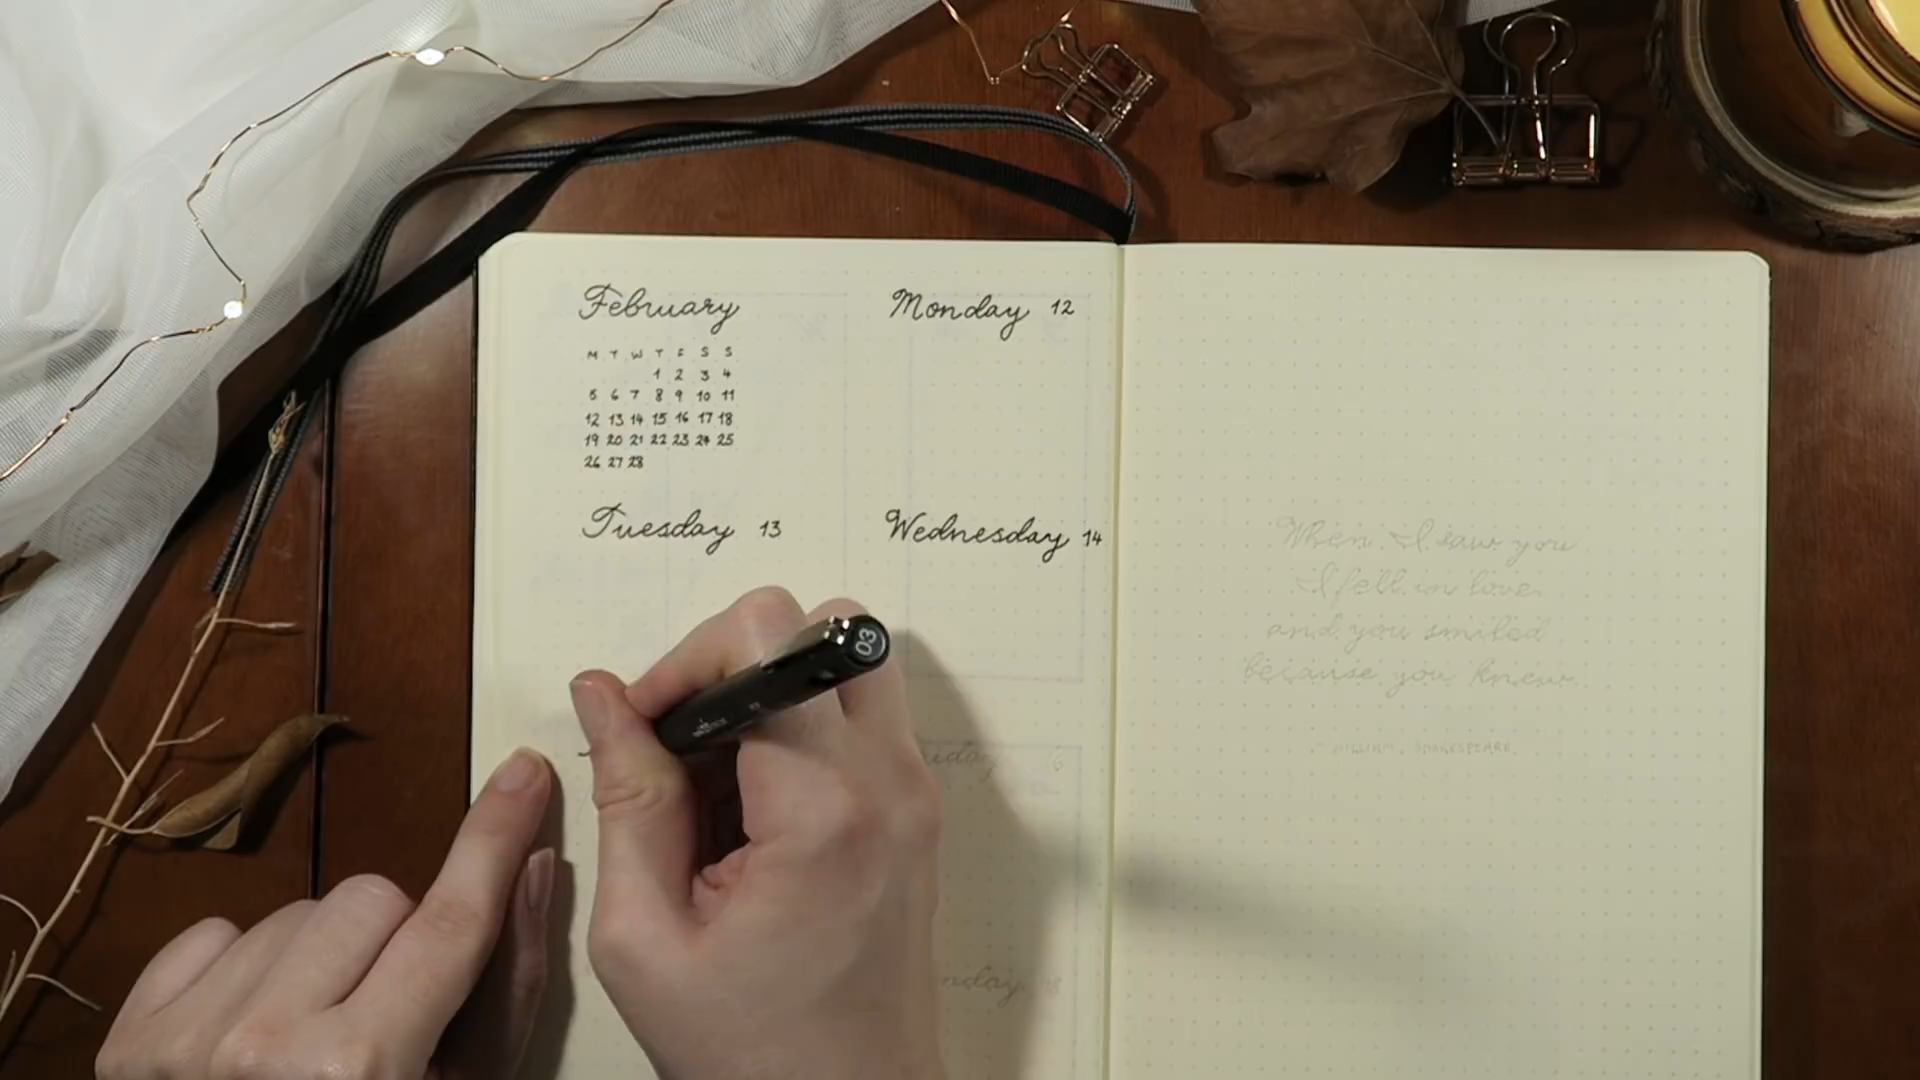 February
M T W T F S S
1 2 3 4
5 6 7 8 9 10 11
12 13 14 15 16 17 18
19 20 21 22 23 24 25
26 27 28
Monday 12
Tuesday 13
Wednesday 14
03
When I saw you
I fell in love
and you smiled
because you knew
WILLIAM SHAKESPEARE